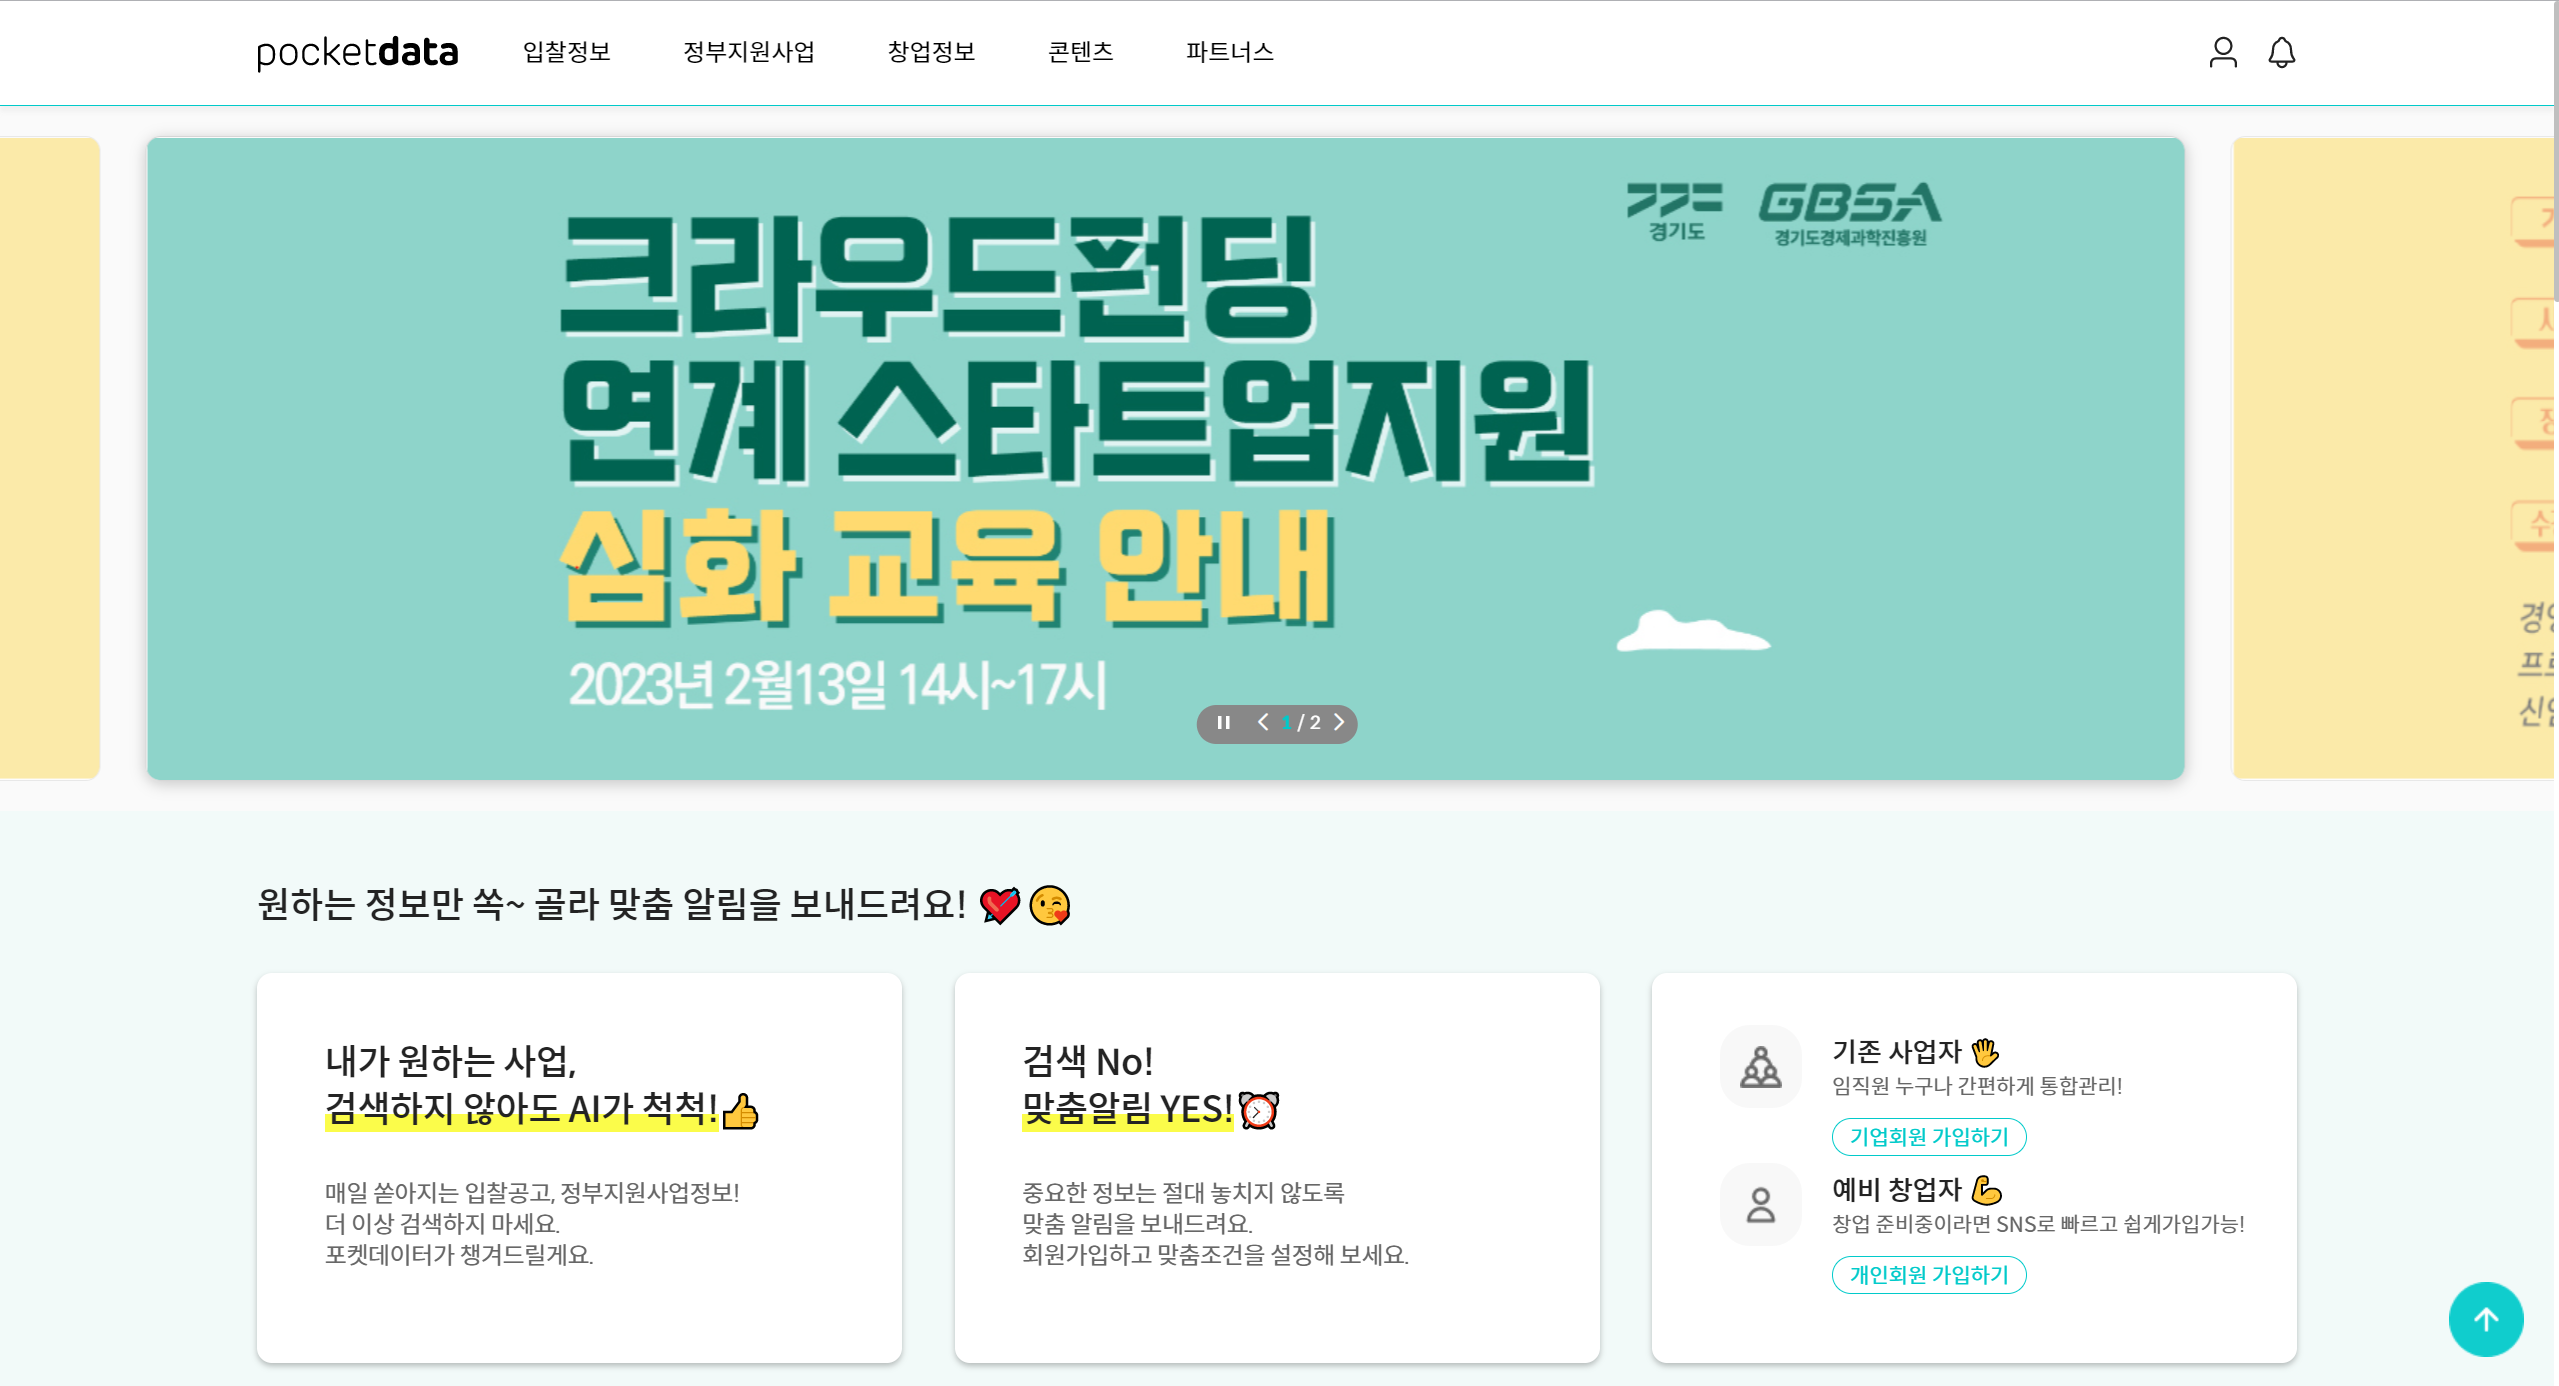 pocketdata 입찰정보 정부지원사업 창업정보 콘텐츠 파트너스
경기도 GBSA
경기도경제과학진흥원
크라우드펀딩
연계 스타트업지원
심화 교육 안내
2023년 2월13일 14시~17시
1 / 2
원하는 정보만 쏙~ 골라 맞춤 알림을 보내드려요! 💘 😘
내가 원하는 사업,
검색하지 않아도 AI가 척척!👍
매일 쏟아지는 입찰공고, 정부지원사업정보!
더 이상 검색하지 마세요.
포켓데이터가 챙겨드릴게요.
검색 No!
맞춤알림 YES!⏰
중요한 정보는 절대 놓치지 않도록
맞춤 알림을 보내드려요.
회원가입하고 맞춤조건을 설정해 보세요.
기존 사업자 🖐
임직원 누구나 간편하게 통합관리!
기업회원 가입하기
예비 창업자 💪
창업 준비중이라면 SNS로 빠르고 쉽게가입가능!
개인회원 가입하기